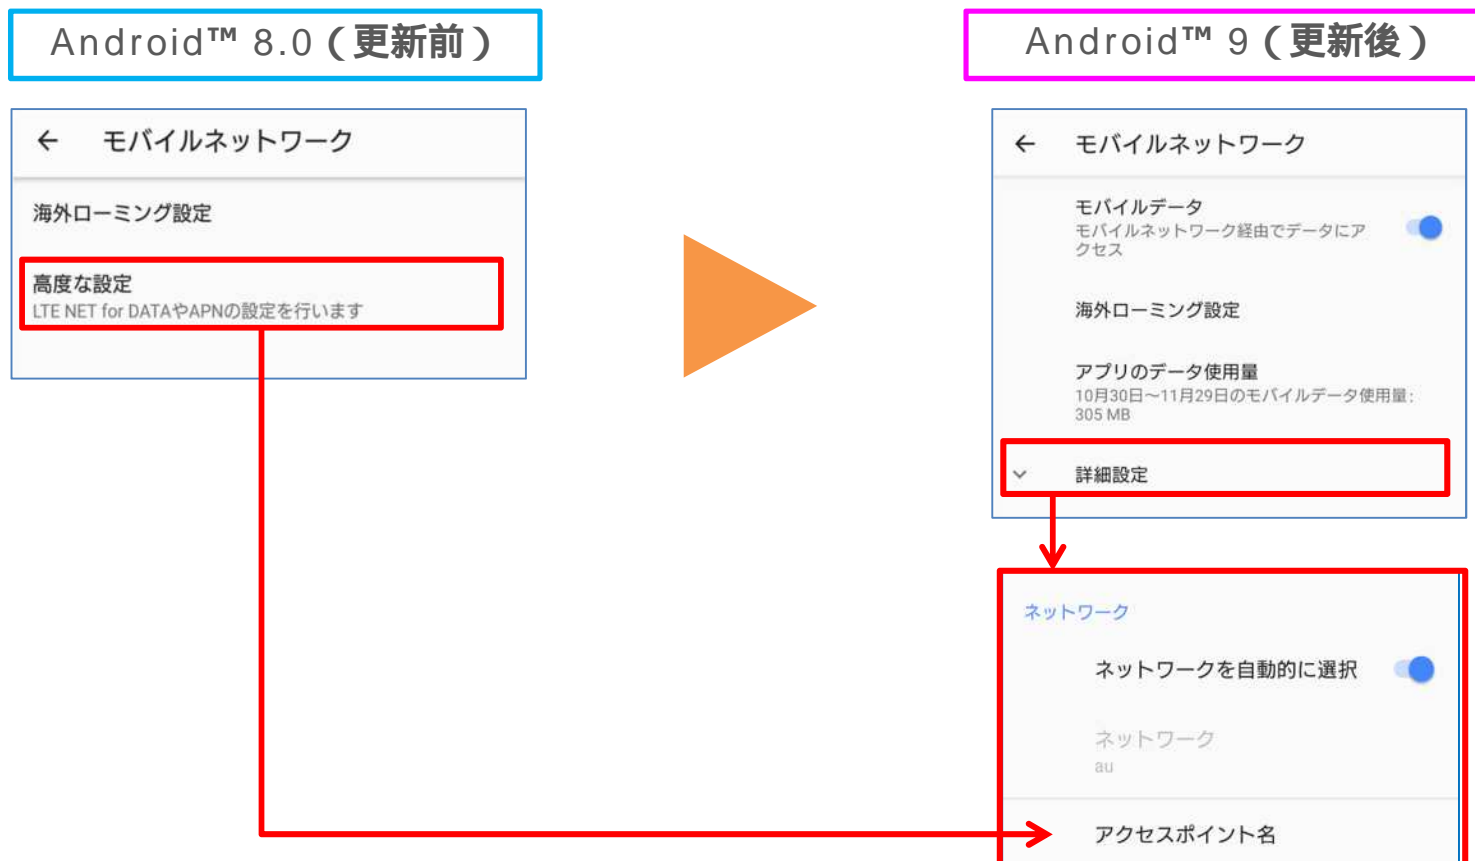 Android™ 8.0（更新前）
Android™ 9（更新後）
モバイルネットワーク
海外ローミング設定
高度な設定
LTE NET for DATAやAPNの設定を行います
モバイルネットワーク
モバイルデータ
モバイルネットワーク経由でデータにア
クセス
海外ローミング設定
アプリのデータ使用量
10月30日～11月29日のモバイルデータ使用量:
305 MB
詳細設定
ネットワーク
ネットワークを自動的に選択
ネットワーク
au
アクセスポイント名